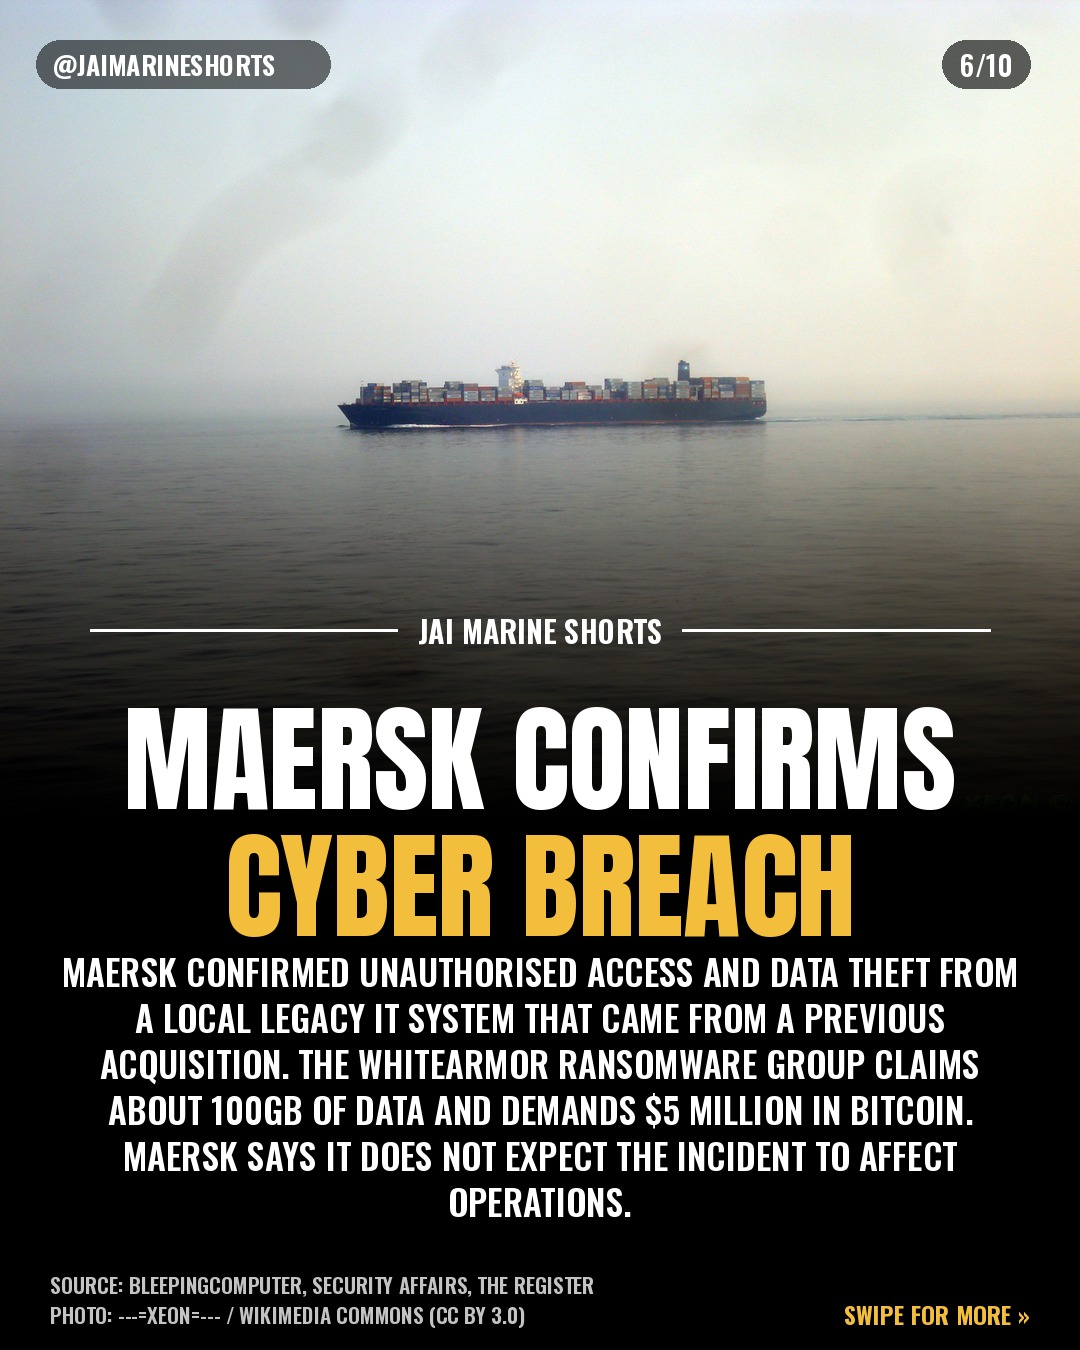 @JAIMARINESHORTS
6/10
JAI MARINE SHORTS
MAERSK CONFIRMS
CYBER BREACH
MAERSK CONFIRMED UNAUTHORISED ACCESS AND DATA THEFT FROM
A LOCAL LEGACY IT SYSTEM THAT CAME FROM A PREVIOUS
ACQUISITION. THE WHITEARMOR RANSOMWARE GROUP CLAIMS
ABOUT 100GB OF DATA AND DEMANDS $5 MILLION IN BITCOIN.
MAERSK SAYS IT DOES NOT EXPECT THE INCIDENT TO AFFECT
OPERATIONS.
SOURCE: BLEEPINGCOMPUTER, SECURITY AFFAIRS, THE REGISTER
PHOTO: ---=XEON=--- / WIKIMEDIA COMMONS (CC BY 3.0)
SWIPE FOR MORE »